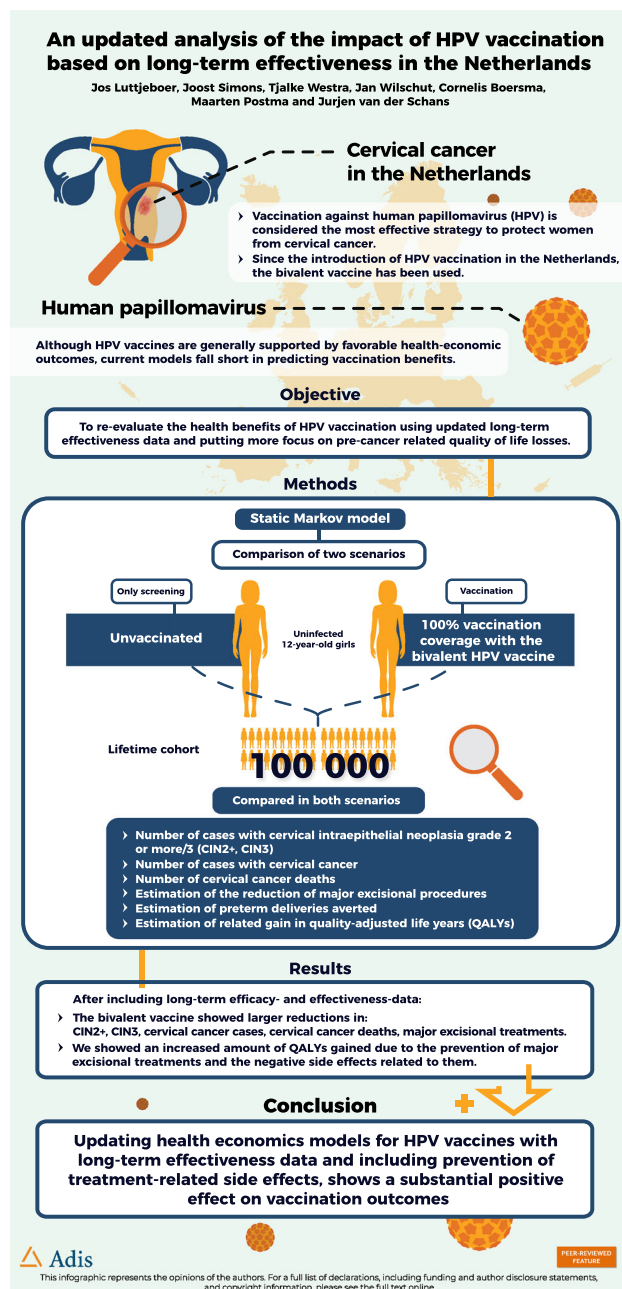 An updated analysis of the impact of HPV vaccination
based on long-term effectiveness in the Netherlands
Jos Luttjeboer, Joost Simons, Tjalke Westra, Jan Wilschut, Cornelis Boersma,
Maarten Postma and Jurjen van der Schans
Cervical cancer
in the Netherlands
Vaccination against human papillomavirus (HPV) is
considered the most effective strategy to protect women
from cervical cancer.
Since the introduction of HPV vaccination in the Netherlands,
the bivalent vaccine has been used.
Human papillomavirus
Although HPV vaccines are generally supported by favorable health-economic
outcomes, current models fall short in predicting vaccination benefits.
Objective
To re-evaluate the health benefits of HPV vaccination using updated long-term
effectiveness data and putting more focus on pre-cancer related quality of life losses.
Methods
Static Markov model
Comparison of two scenarios
Only screening
Vaccination
Unvaccinated
Uninfected
12-year-old girls
100% vaccination
coverage with the
bivalent HPV vaccine
Lifetime cohort
100 000
Compared in both scenarios
Number of cases with cervical intraepithelial neoplasia grade 2
or more/3 (CIN2+, CIN3)
Number of cases with cervical cancer
Number of cervical cancer deaths
Estimation of the reduction of major excisional procedures
Estimation of preterm deliveries averted
Estimation of related gain in quality-adjusted life years (QALYs)
Results
After including long-term efficacy- and effectiveness-data:
The bivalent vaccine showed larger reductions in:
CIN2+, CIN3, cervical cancer cases, cervical cancer deaths, major excisional treatments.
We showed an increased amount of QALYs gained due to the prevention of major
excisional treatments and the negative side effects related to them.
Conclusion
Updating health economics models for HPV vaccines with
long-term effectiveness data and including prevention of
treatment-related side effects, shows a substantial positive
effect on vaccination outcomes
Adis
PEER-REVIEWED
FEATURE
This infographic represents the opinions of the authors. For a full list of declarations, including funding and author disclosure statements,
and copyright information, please see the full text online.